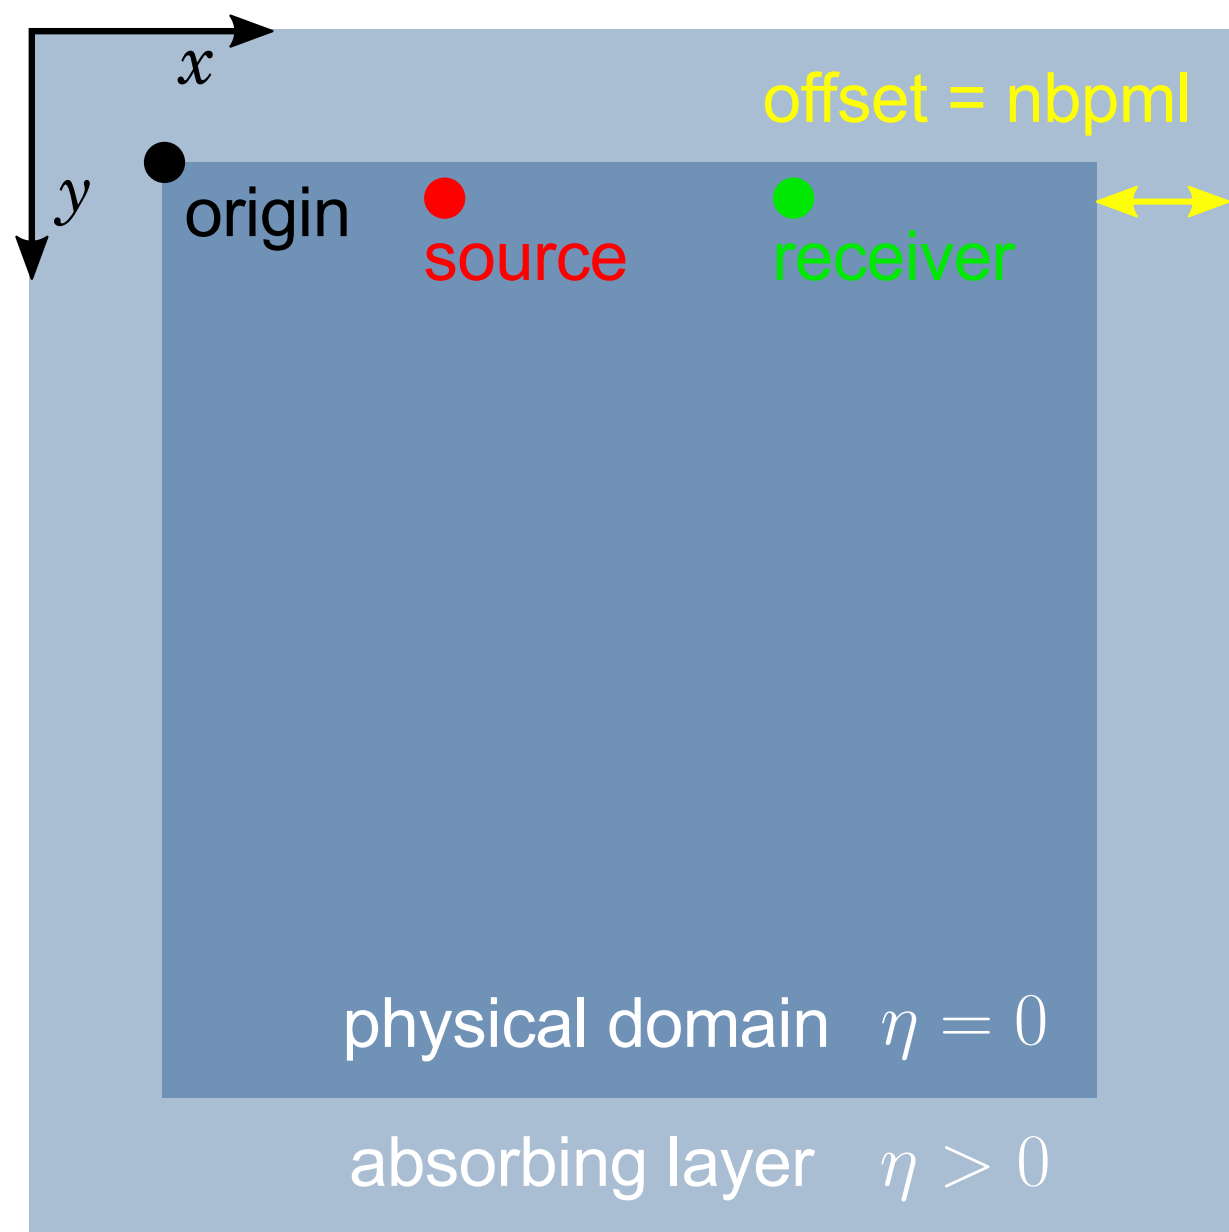 x
offset = nbpml
y
origin
source
receiver
physical domain η = 0
absorbing layer η > 0